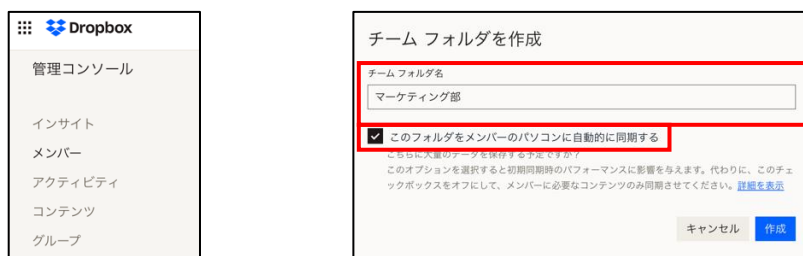 Dropbox
管理コンソール
インサイト
メンバー
アクティビティ
コンテンツ
グループ
チーム フォルダを作成
チーム フォルダ名
マーケティング部
このフォルダをメンバーのパソコンに自動的に同期する
こちらに大量のデータを保存する予定ですか？
このオプションを選択すると初期同期時のパフォーマンスに影響を与えます。代わりに、このチェ
ックボックスをオフにして、メンバーに必要なコンテンツのみ同期させてください。詳細を表示
キャンセル 作成